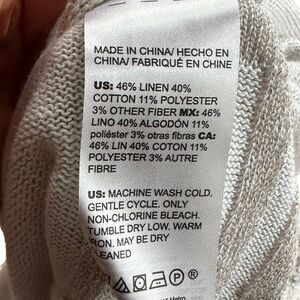 MADE IN CHINA/ HECHO EN
CHINA/ FABRIQUÉ EN CHINE
US: 46% LINEN 40%
COTTON 11% POLYESTER
3% OTHER FIBER MX: 46%
LINO 40% ALGODÓN 11%
poliéster 3% otras fibras CA:
46% LIN 40% COTON 11%
POLYESTER 3% AUTRE
FIBRE
US: MACHINE WASH COLD.
GENTLE CYCLE. ONLY
NON-CHLORINE BLEACH.
TUMBLE DRY LOW. WARM
IRON. MAY BE DRY
CLEANED
P